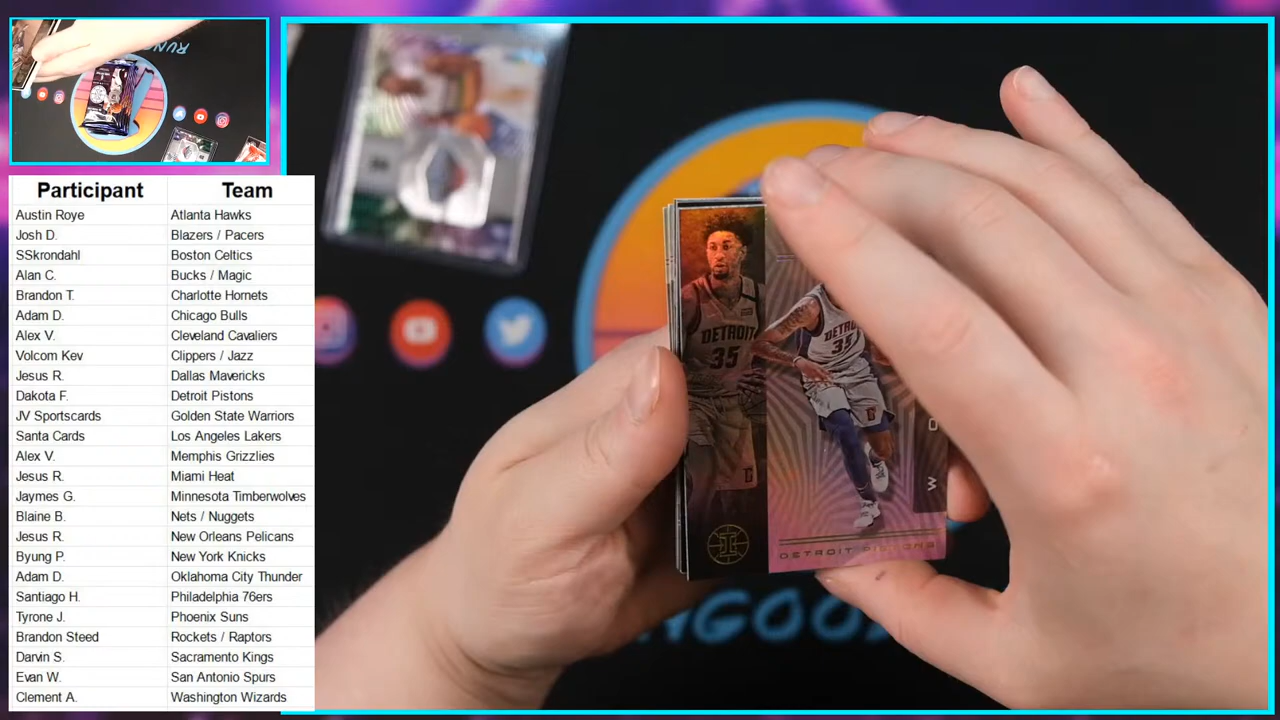 Participant Team
Austin Roye Atlanta Hawks
Josh D. Blazers / Pacers
SSkrondahl Boston Celtics
Alan C. Bucks / Magic
Brandon T. Charlotte Hornets
Adam D. Chicago Bulls
Alex V. Cleveland Cavaliers
Volcom Kev Clippers / Jazz
Jesus R. Dallas Mavericks
Dakota F. Detroit Pistons
JV Sportscards Golden State Warriors
Santa Cards Los Angeles Lakers
Alex V. Memphis Grizzlies
Jesus R. Miami Heat
Jaymes G. Minnesota Timberwolves
Blaine B. Nets / Nuggets
Jesus R. New Orleans Pelicans
Byung P. New York Knicks
Adam D. Oklahoma City Thunder
Santiago H. Philadelphia 76ers
Tyrone J. Phoenix Suns
Brandon Steed Rockets / Raptors
Darvin S. Sacramento Kings
Evan W. San Antonio Spurs
Clement A. Washington Wizards
DETROIT
35
DETROIT
35
O
W
DETROIT PISTONS